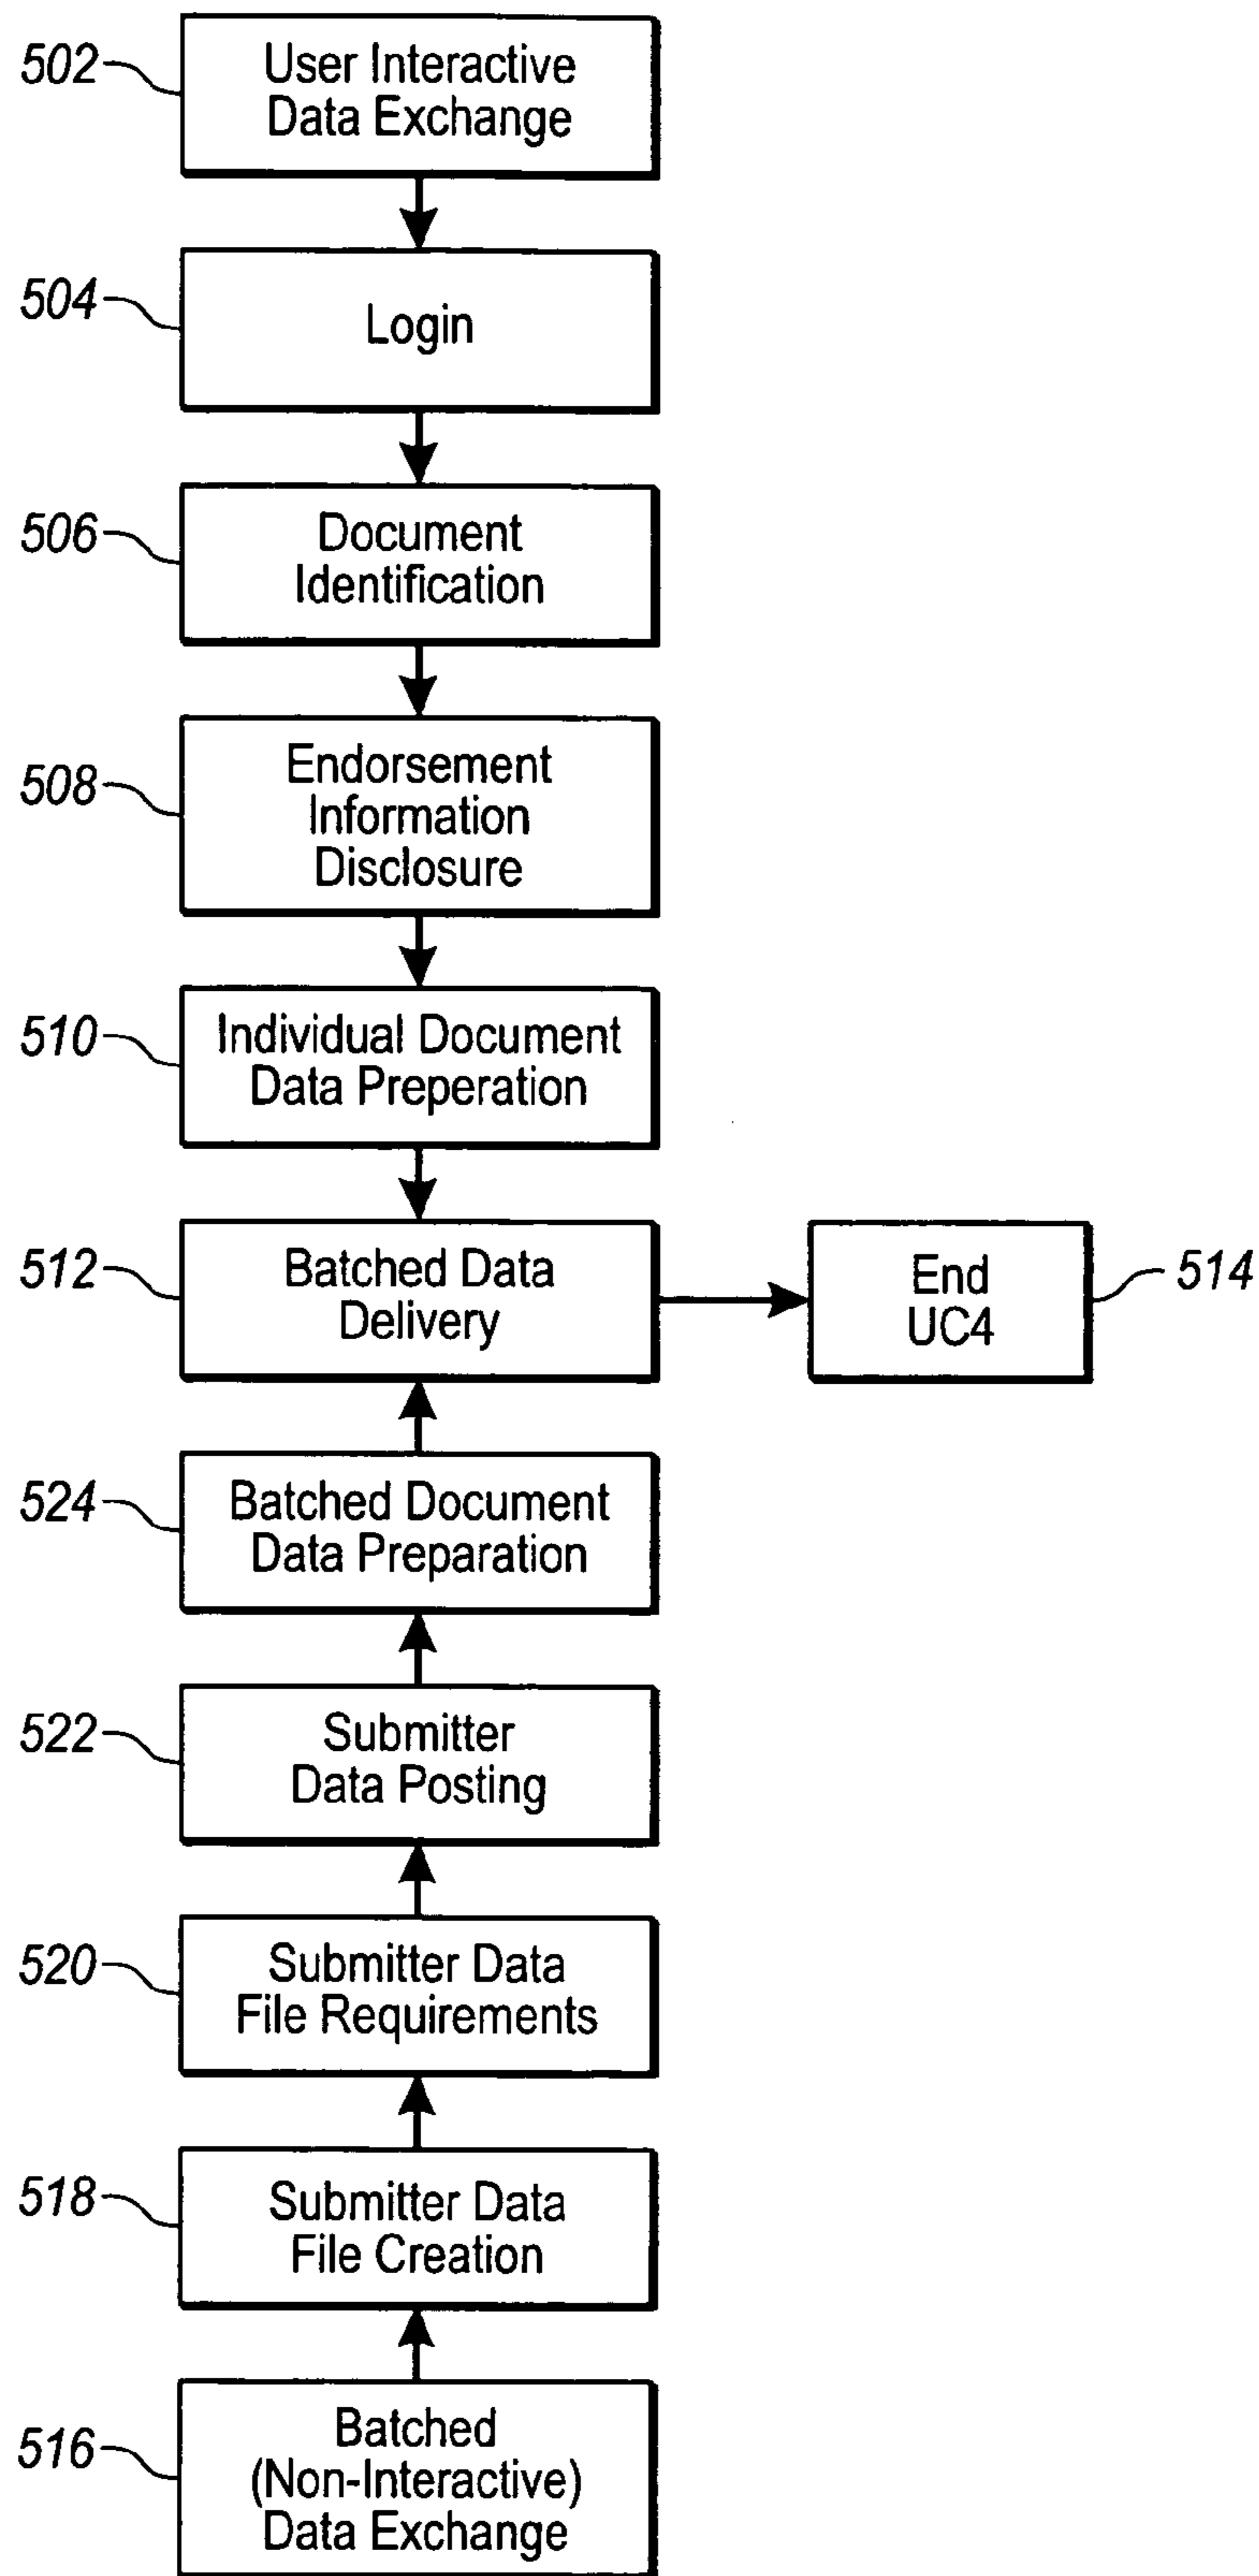 502
User Interactive
Data Exchange
504
Login
506
Document
Identification
508
Endorsement
Information
Disclosure
510
Individual Document
Data Preperation
512
Batched Data
Delivery
End
UC4
514
524
Batched Document
Data Preparation
522
Submitter
Data Posting
520
Submitter Data
File Requirements
518
Submitter Data
File Creation
516
Batched
(Non-Interactive)
Data Exchange